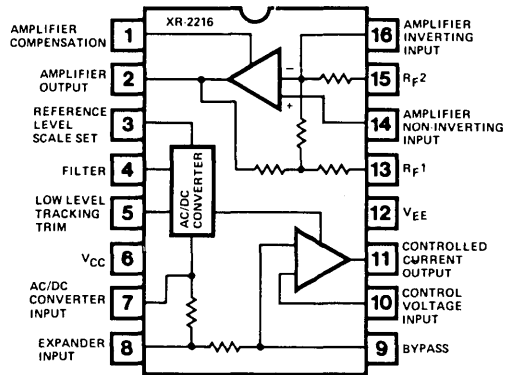 XR-2216
AMPLIFIER
COMPENSATION
1
AMPLIFIER
OUTPUT
2
REFERENCE
LEVEL
SCALE SET
3
FILTER
4
LOW LEVEL
TRACKING
TRIM
5
VCC
6
AC/DC
CONVERTER
INPUT
7
EXPANDER
INPUT
8
AC/DC
CONVERTER
−
+
16
AMPLIFIER
INVERTING
INPUT
15
RF2
14
AMPLIFIER
NON-INVERTING
INPUT
13
RF1
12
VEE
11
CONTROLLED
CURRENT
OUTPUT
10
CONTROL
VOLTAGE
INPUT
9
BYPASS